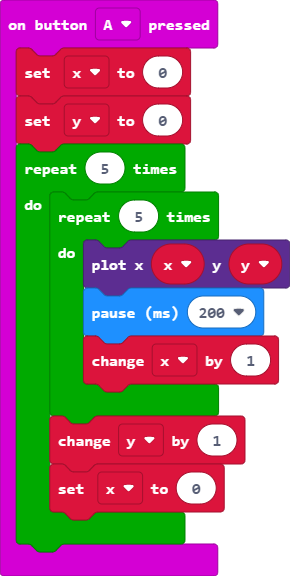 on button A pressed
set x to 0
set y to 0
repeat 5 times
do
repeat 5 times
do
plot x x y y
pause (ms) 200
change x by 1
change y by 1
set x to 0